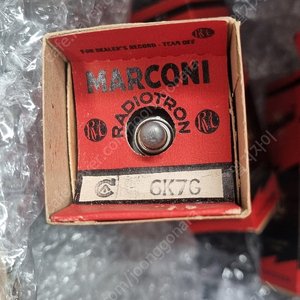 FOR DEALER'S RECORD - TEAR OFF
MARCONI
RADIOTRON
6K7G